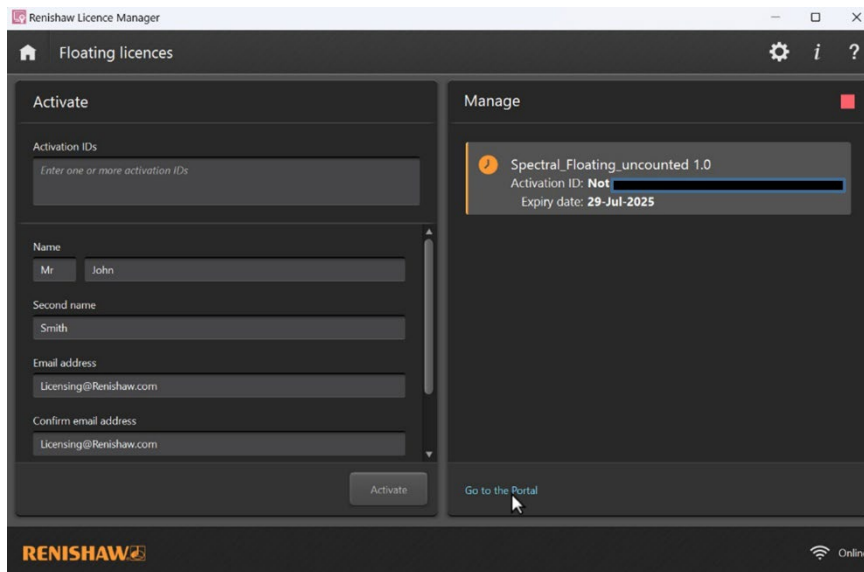 Renishaw Licence Manager
Floating licences
i ?
Activate
Activation IDs
Enter one or more activation IDs
Name
Mr John
Second name
Smith
Email address
Licensing@Renishaw.com
Confirm email address
Licensing@Renishaw.com
Activate
Manage
Spectral_Floating_uncounted 1.0
Activation ID: Not
Expiry date: 29-Jul-2025
Go to the Portal
RENISHAW
Online